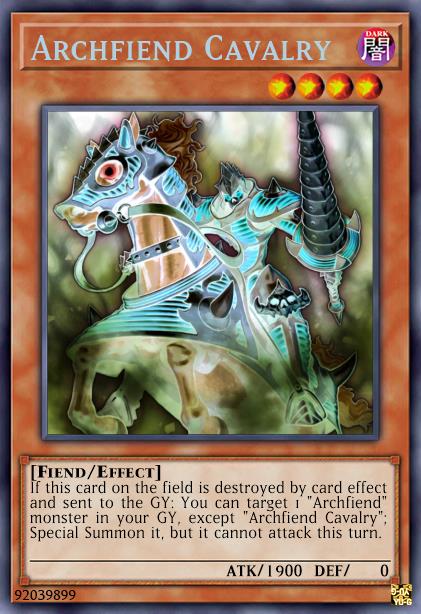 Archfiend Cavalry
DARK
闇
[Fiend/Effect]
If this card on the field is destroyed by card effect
and sent to the GY: You can target 1 "Archfiend"
monster in your GY, except "Archfiend Cavalry";
Special Summon it, but it cannot attack this turn.
ATK/1900 DEF/ 0
92039899